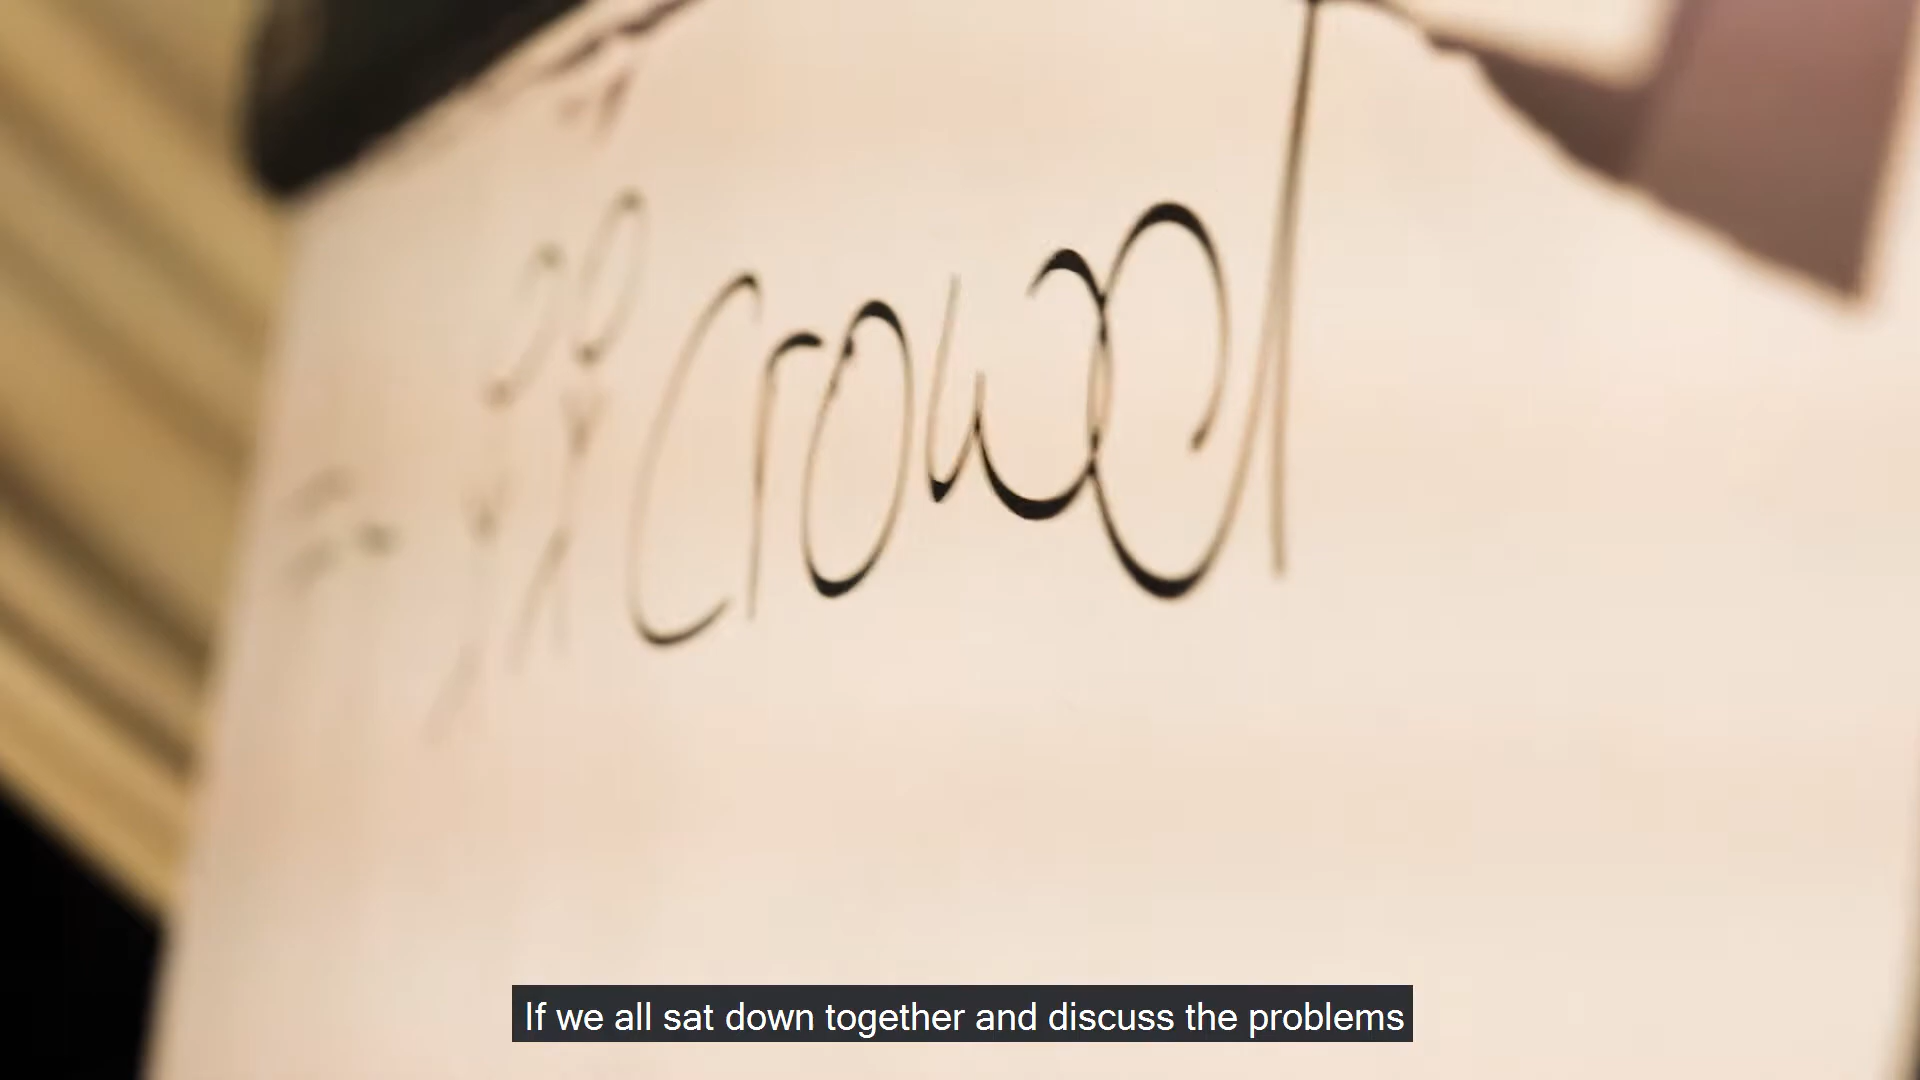 crowd
If we all sat down together and discuss the problems